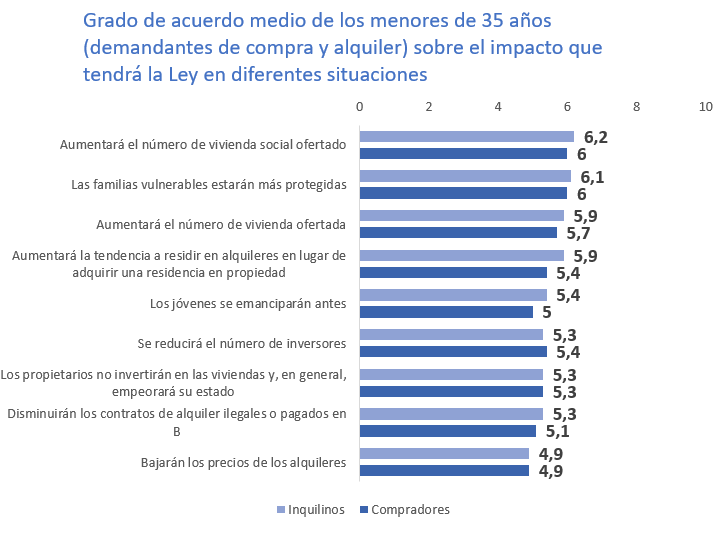 Grado de acuerdo medio de los menores de 35 años
(demandantes de compra y alquiler) sobre el impacto que
tendrá la Ley en diferentes situaciones
0 2 4 6 8 10
Aumentará el número de vivienda social ofertado
6,2
6
Las familias vulnerables estarán más protegidas
6,1
6
Aumentará el número de vivienda ofertada
5,9
5,7
Aumentará la tendencia a residir en alquileres en lugar de
adquirir una residencia en propiedad
5,9
5,4
Los jóvenes se emanciparán antes
5,4
5
Se reducirá el número de inversores
5,3
5,4
Los propietarios no invertirán en las viviendas y, en general,
empeorará su estado
5,3
5,3
Disminuirán los contratos de alquiler ilegales o pagados en
B
5,3
5,1
Bajarán los precios de los alquileres
4,9
4,9
Inquilinos Compradores